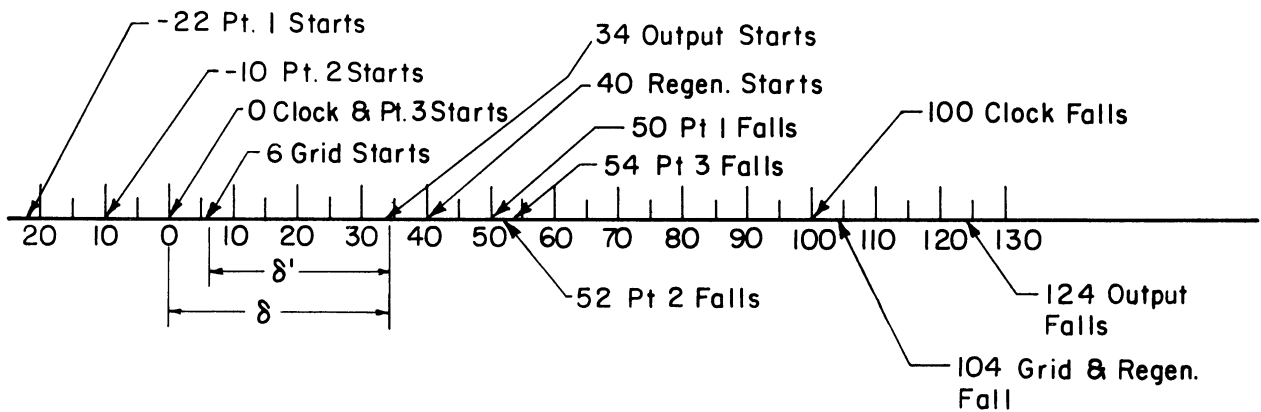 -22 Pt. 1 Starts
34 Output Starts
-10 Pt. 2 Starts
40 Regen. Starts
0 Clock & Pt. 3 Starts
50 Pt 1 Falls
100 Clock Falls
6 Grid Starts
54 Pt 3 Falls
20 10 0 10 20 30 40 50 60 70 80 90 100 110 120 130
δ'
δ
52 Pt 2 Falls
124 Output
Falls
104 Grid & Regen.
Fall